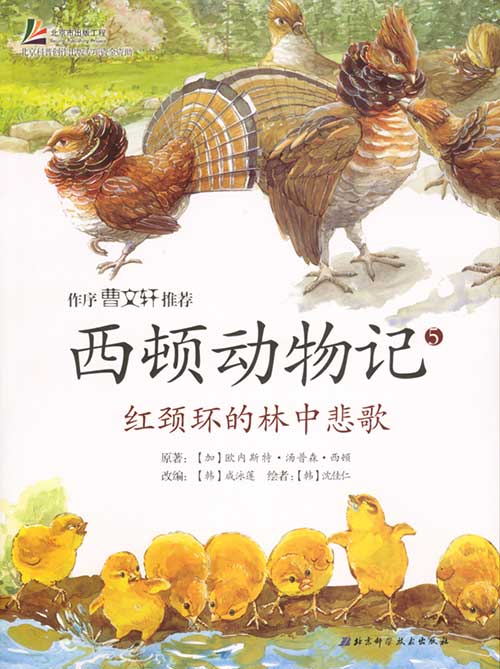 北京市出版工程
作序 曹文轩 推荐
西顿动物记 5
红颈环的林中悲歌
原著：【加】欧内斯特·汤普森·西顿
改编：【韩】成泳莲 绘者：【韩】沈佳仁
北京科学技术出版社